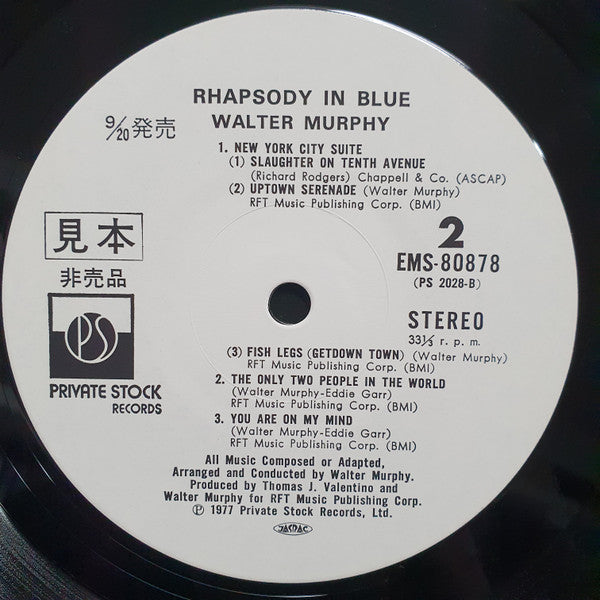 RHAPSODY IN BLUE
WALTER MURPHY
9/20発売
1. NEW YORK CITY SUITE
(1) SLAUGHTER ON TENTH AVENUE
(Richard Rodgers) Chappell & Co. (ASCAP)
(2) UPTOWN SERENADE (Walter Murphy)
RFT Music Publishing Corp. (BMI)
見本
非売品
PS
PRIVATE STOCK
RECORDS
2
EMS-80878
(PS 2028-B)
STEREO
33⅓ r. p. m.
(3) FISH LEGS (GETDOWN TOWN) (Walter Murphy)
RFT Music Publishing Corp. (BMI)
2. THE ONLY TWO PEOPLE IN THE WORLD
(Walter Murphy-Eddie Garr)
RFT Music Publishing Corp. (BMI)
3. YOU ARE ON MY MIND
(Walter Murphy-Eddie Garr)
RFT Music Publishing Corp. (BMI)
All Music Composed or Adapted,
Arranged and Conducted by Walter Murphy.
Produced by Thomas J. Valentino and
Walter Murphy for RFT Music Publishing Corp.
℗ 1977 Private Stock Records, Ltd.
JASRAC